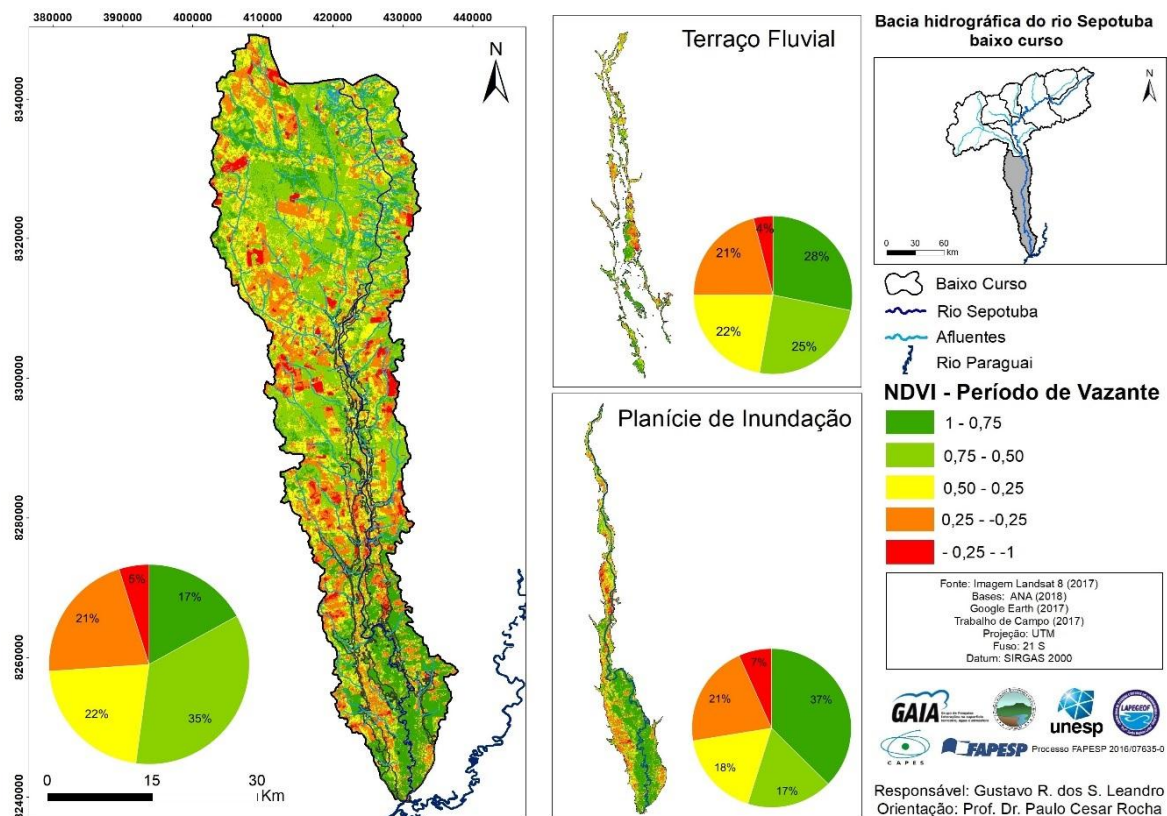 380000 400000 410000 420000 430000 440000
N
8340000
8320000
8300000
8280000
8260000
8240000
5%
17%
21%
22%
35%
0 15 30
Km
Terraço Fluvial
4%
21%
28%
22%
25%
Planície de Inundação
7%
21%
37%
18%
17%
Bacia hidrográfica do rio Sepotuba
baixo curso
N
0 30 60
km
Baixo Curso
Rio Sepotuba
Afluentes
Rio Paraguai
NDVI - Período de Vazante
1 - 0,75
0,75 - 0,50
0,50 - 0,25
0,25 - -0,25
- 0,25 - -1
Fonte: Imagem Landsat 8 (2017)
Bases: ANA (2018)
Google Earth (2017)
Trabalho de Campo (2017)
Projeção: UTM
Fuso: 21 S
Datum: SIRGAS 2000
GAIA
unesp
LAPEGEOF
CAPES
FAPESP Processo FAPESP 2016/07635-0
Responsável: Gustavo R. dos S. Leandro
Orientação: Prof. Dr. Paulo Cesar Rocha